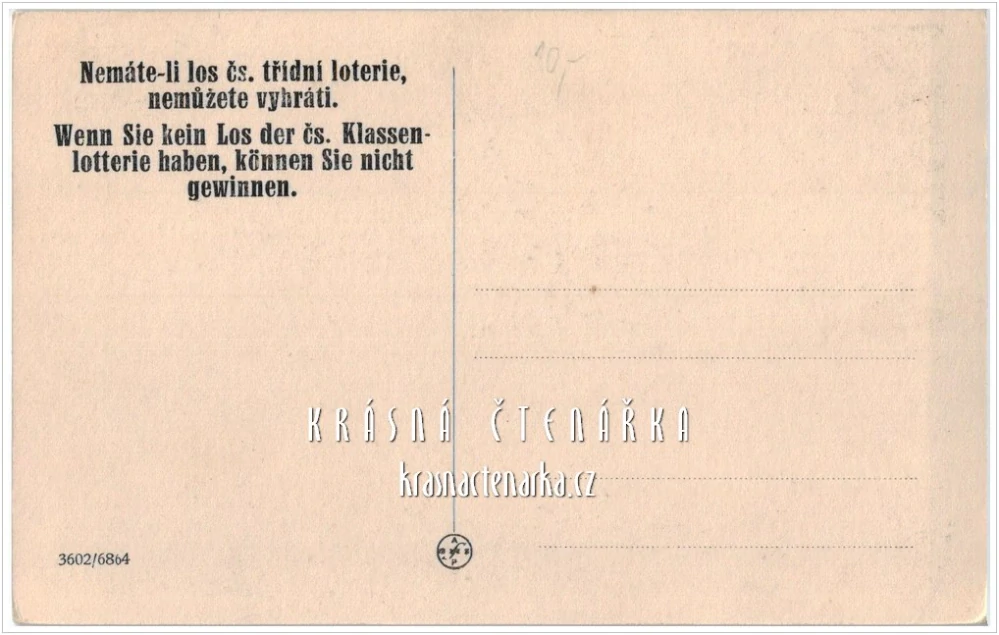 Nemáte-li los čs. třídní loterie,
nemůžete vyhráti.
Wenn Sie kein Los der čs. Klassen-
lotterie haben, können Sie nicht
gewinnen.
10,-
KRÁSNÁ ČTENÁŘKA
krasnactenarka.cz
3602/6864